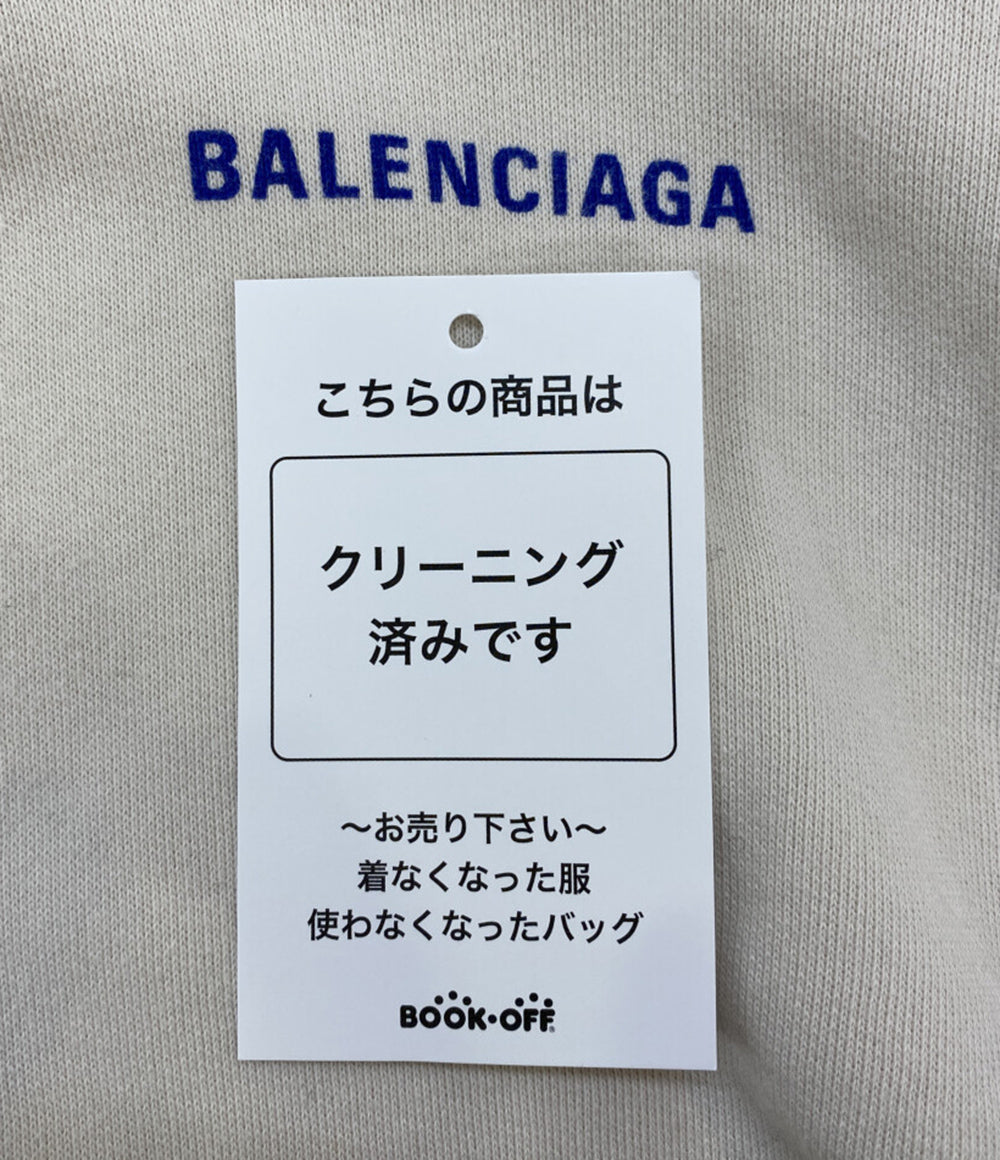 BALENCIAGA
こちらの商品は
クリーニング
済みです
～お売り下さい～
着なくなった服
使わなくなったバッグ
BOOK・OFF